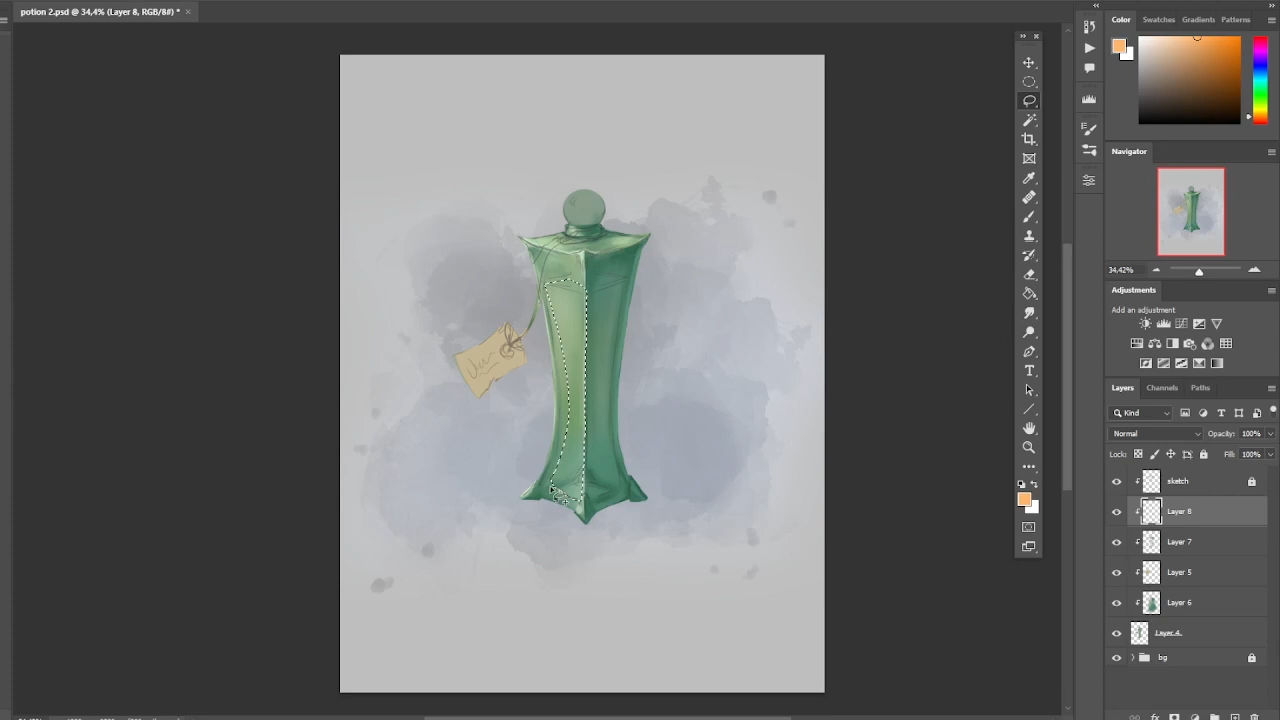 potion 2.psd @ 34,4% (Layer 8, RGB/8#) * ×
Color Swatches Gradients Patterns
Navigator
34,42%
Adjustments
Add an adjustment
Layers Channels Paths
Kind
Normal Opacity: 100%
Lock: Fill: 100%
sketch
Layer 8
Layer 7
Layer 5
Layer 6
Layer 4
bg